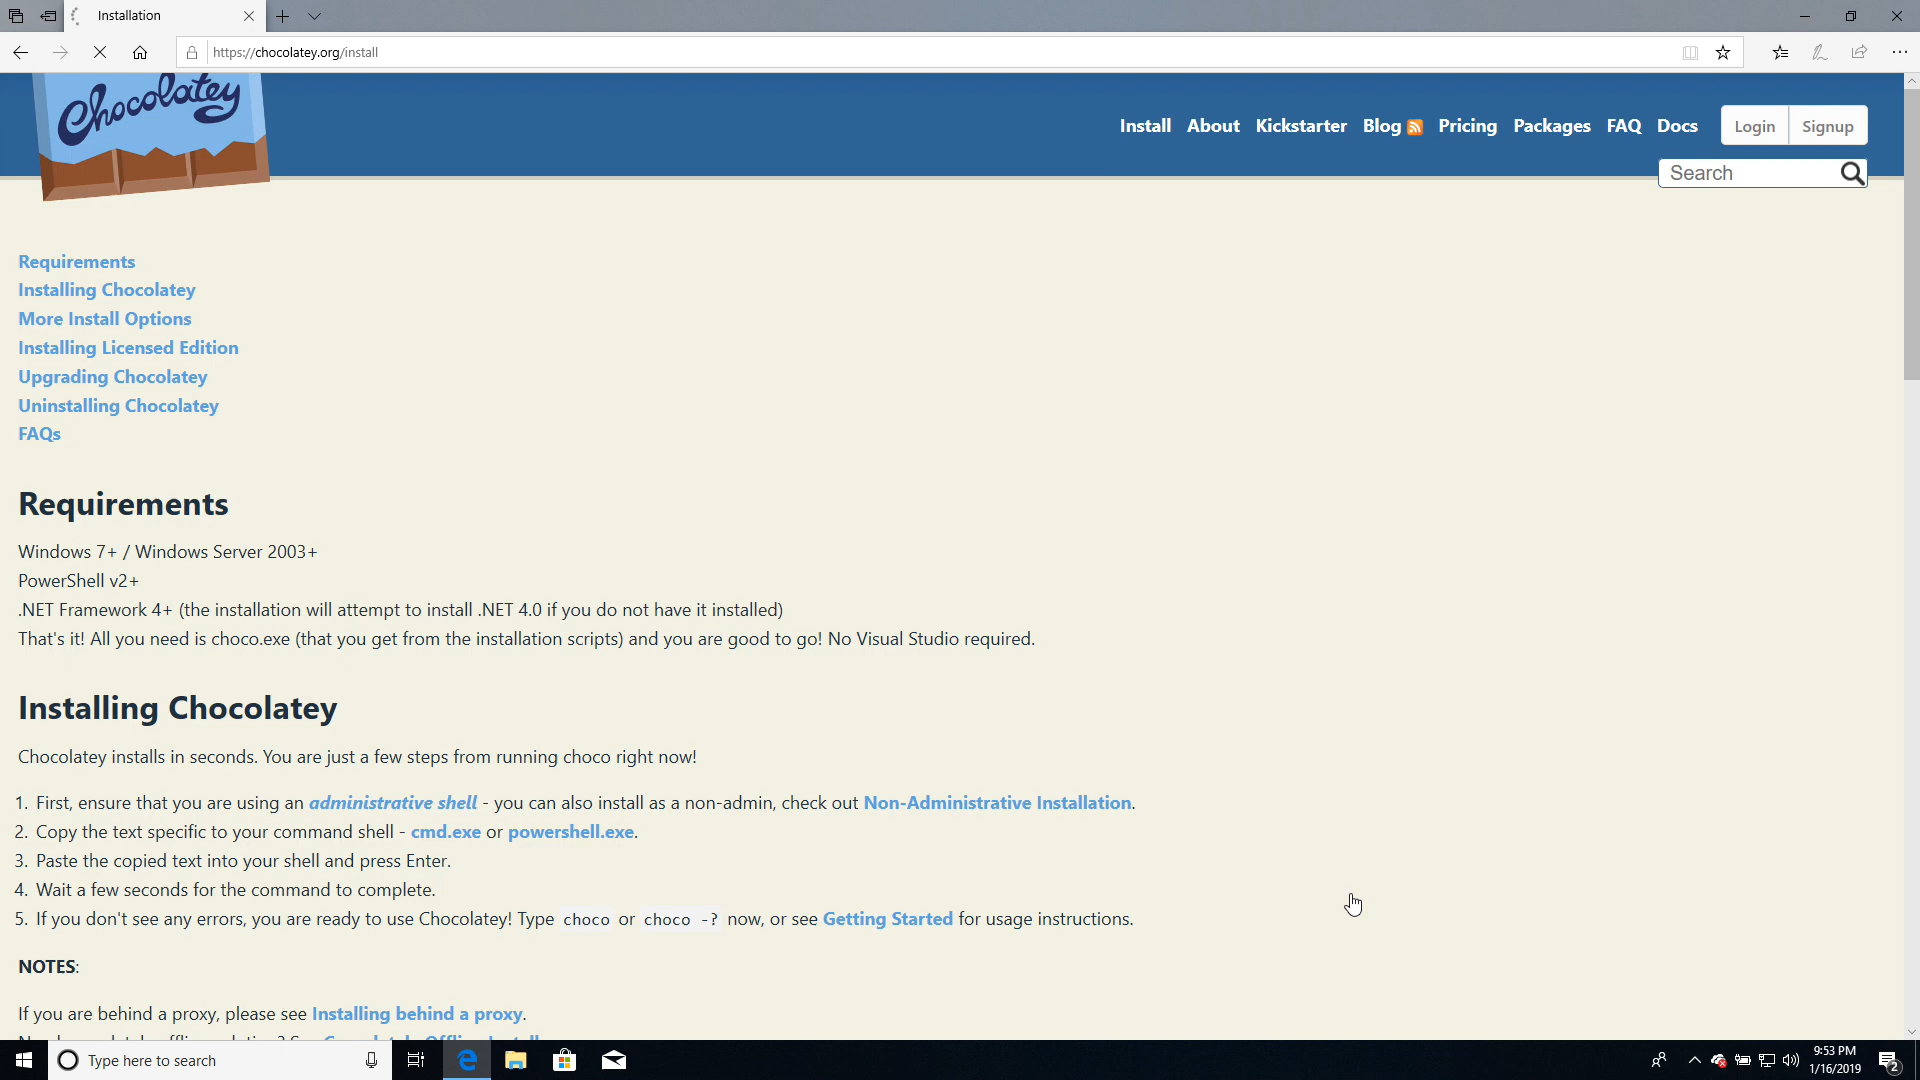 Installation
https://chocolatey.org/install
Chocolatey
Install About Kickstarter Blog Pricing Packages FAQ Docs Login Signup
Search
Requirements
Installing Chocolatey
More Install Options
Installing Licensed Edition
Upgrading Chocolatey
Uninstalling Chocolatey
FAQs
Requirements
Windows 7+ / Windows Server 2003+
PowerShell v2+
.NET Framework 4+ (the installation will attempt to install .NET 4.0 if you do not have it installed)
That's it! All you need is choco.exe (that you get from the installation scripts) and you are good to go! No Visual Studio required.
Installing Chocolatey
Chocolatey installs in seconds. You are just a few steps from running choco right now!
1. First, ensure that you are using an administrative shell - you can also install as a non-admin, check out Non-Administrative Installation.
2. Copy the text specific to your command shell - cmd.exe or powershell.exe.
3. Paste the copied text into your shell and press Enter.
4. Wait a few seconds for the command to complete.
5. If you don't see any errors, you are ready to use Chocolatey! Type choco or choco -? now, or see Getting Started for usage instructions.
NOTES:
If you are behind a proxy, please see Installing behind a proxy.
Type here to search
9:53 PM
1/16/2019
2